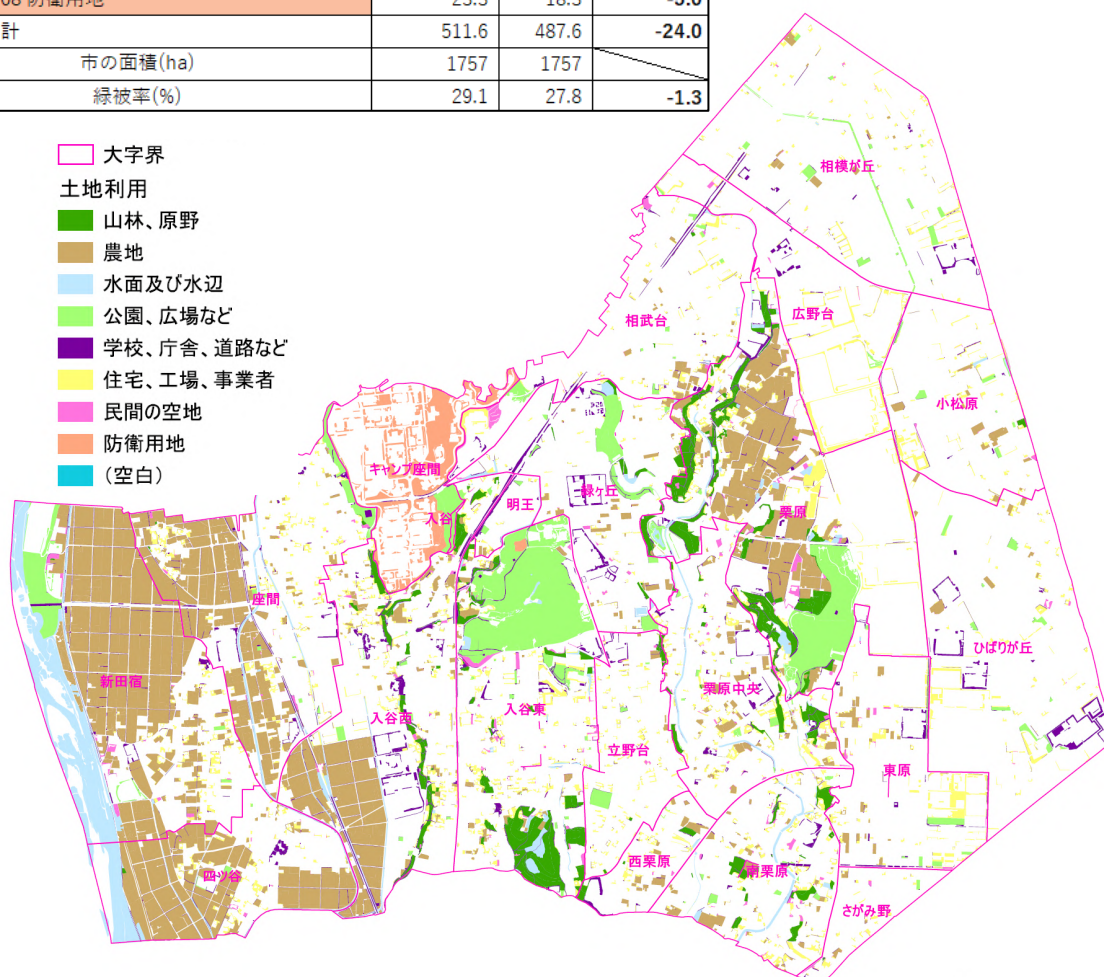 08 防衛用地 23.3 18.3 -5.0
計 511.6 487.6 -24.0
市の面積(ha) 1757 1757
緑被率(%) 29.1 27.8 -1.3
大字界
土地利用
山林、原野
農地
水面及び水辺
公園、広場など
学校、庁舎、道路など
住宅、工場、事業者
民間の空地
防衛用地
（空白）
相模が丘
相武台
広野台
小松原
キャンプ座間
入谷
明王
緑ヶ丘
栗原
座間
新田宿
入谷西
入谷東
栗原中央
ひばりが丘
立野台
東原
四ツ谷
西栗原
南栗原
さがみ野